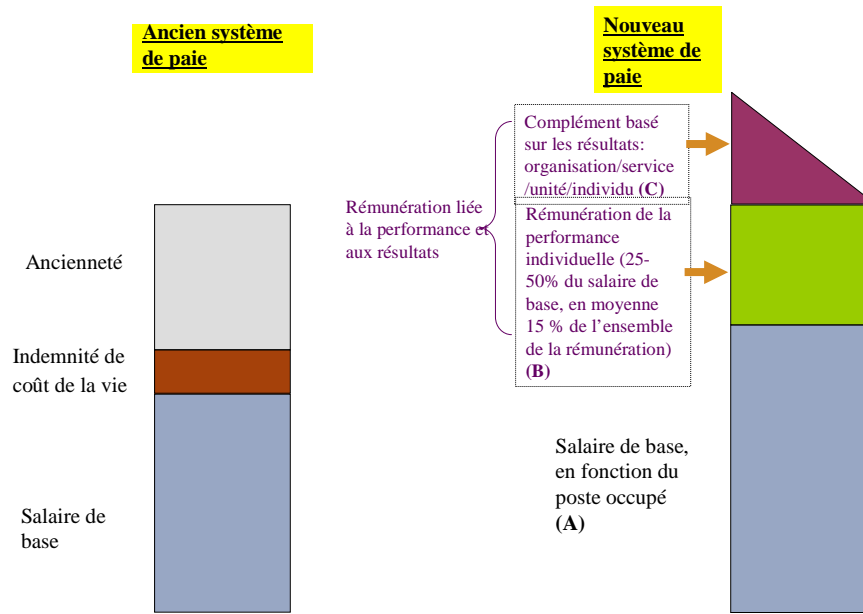 Ancien système
de paie
Nouveau
système de
paie
Ancienneté
Indemnité de
coût de la vie
Salaire de
base
Rémunération liée
à la performance et
aux résultats
Complément basé
sur les résultats:
organisation/service
/unité/individu (C)
Rémunération de la
performance
individuelle (25-
50% du salaire de
base, en moyenne
15 % de l’ensemble
de la rémunération)
(B)
Salaire de base,
en fonction du
poste occupé
(A)